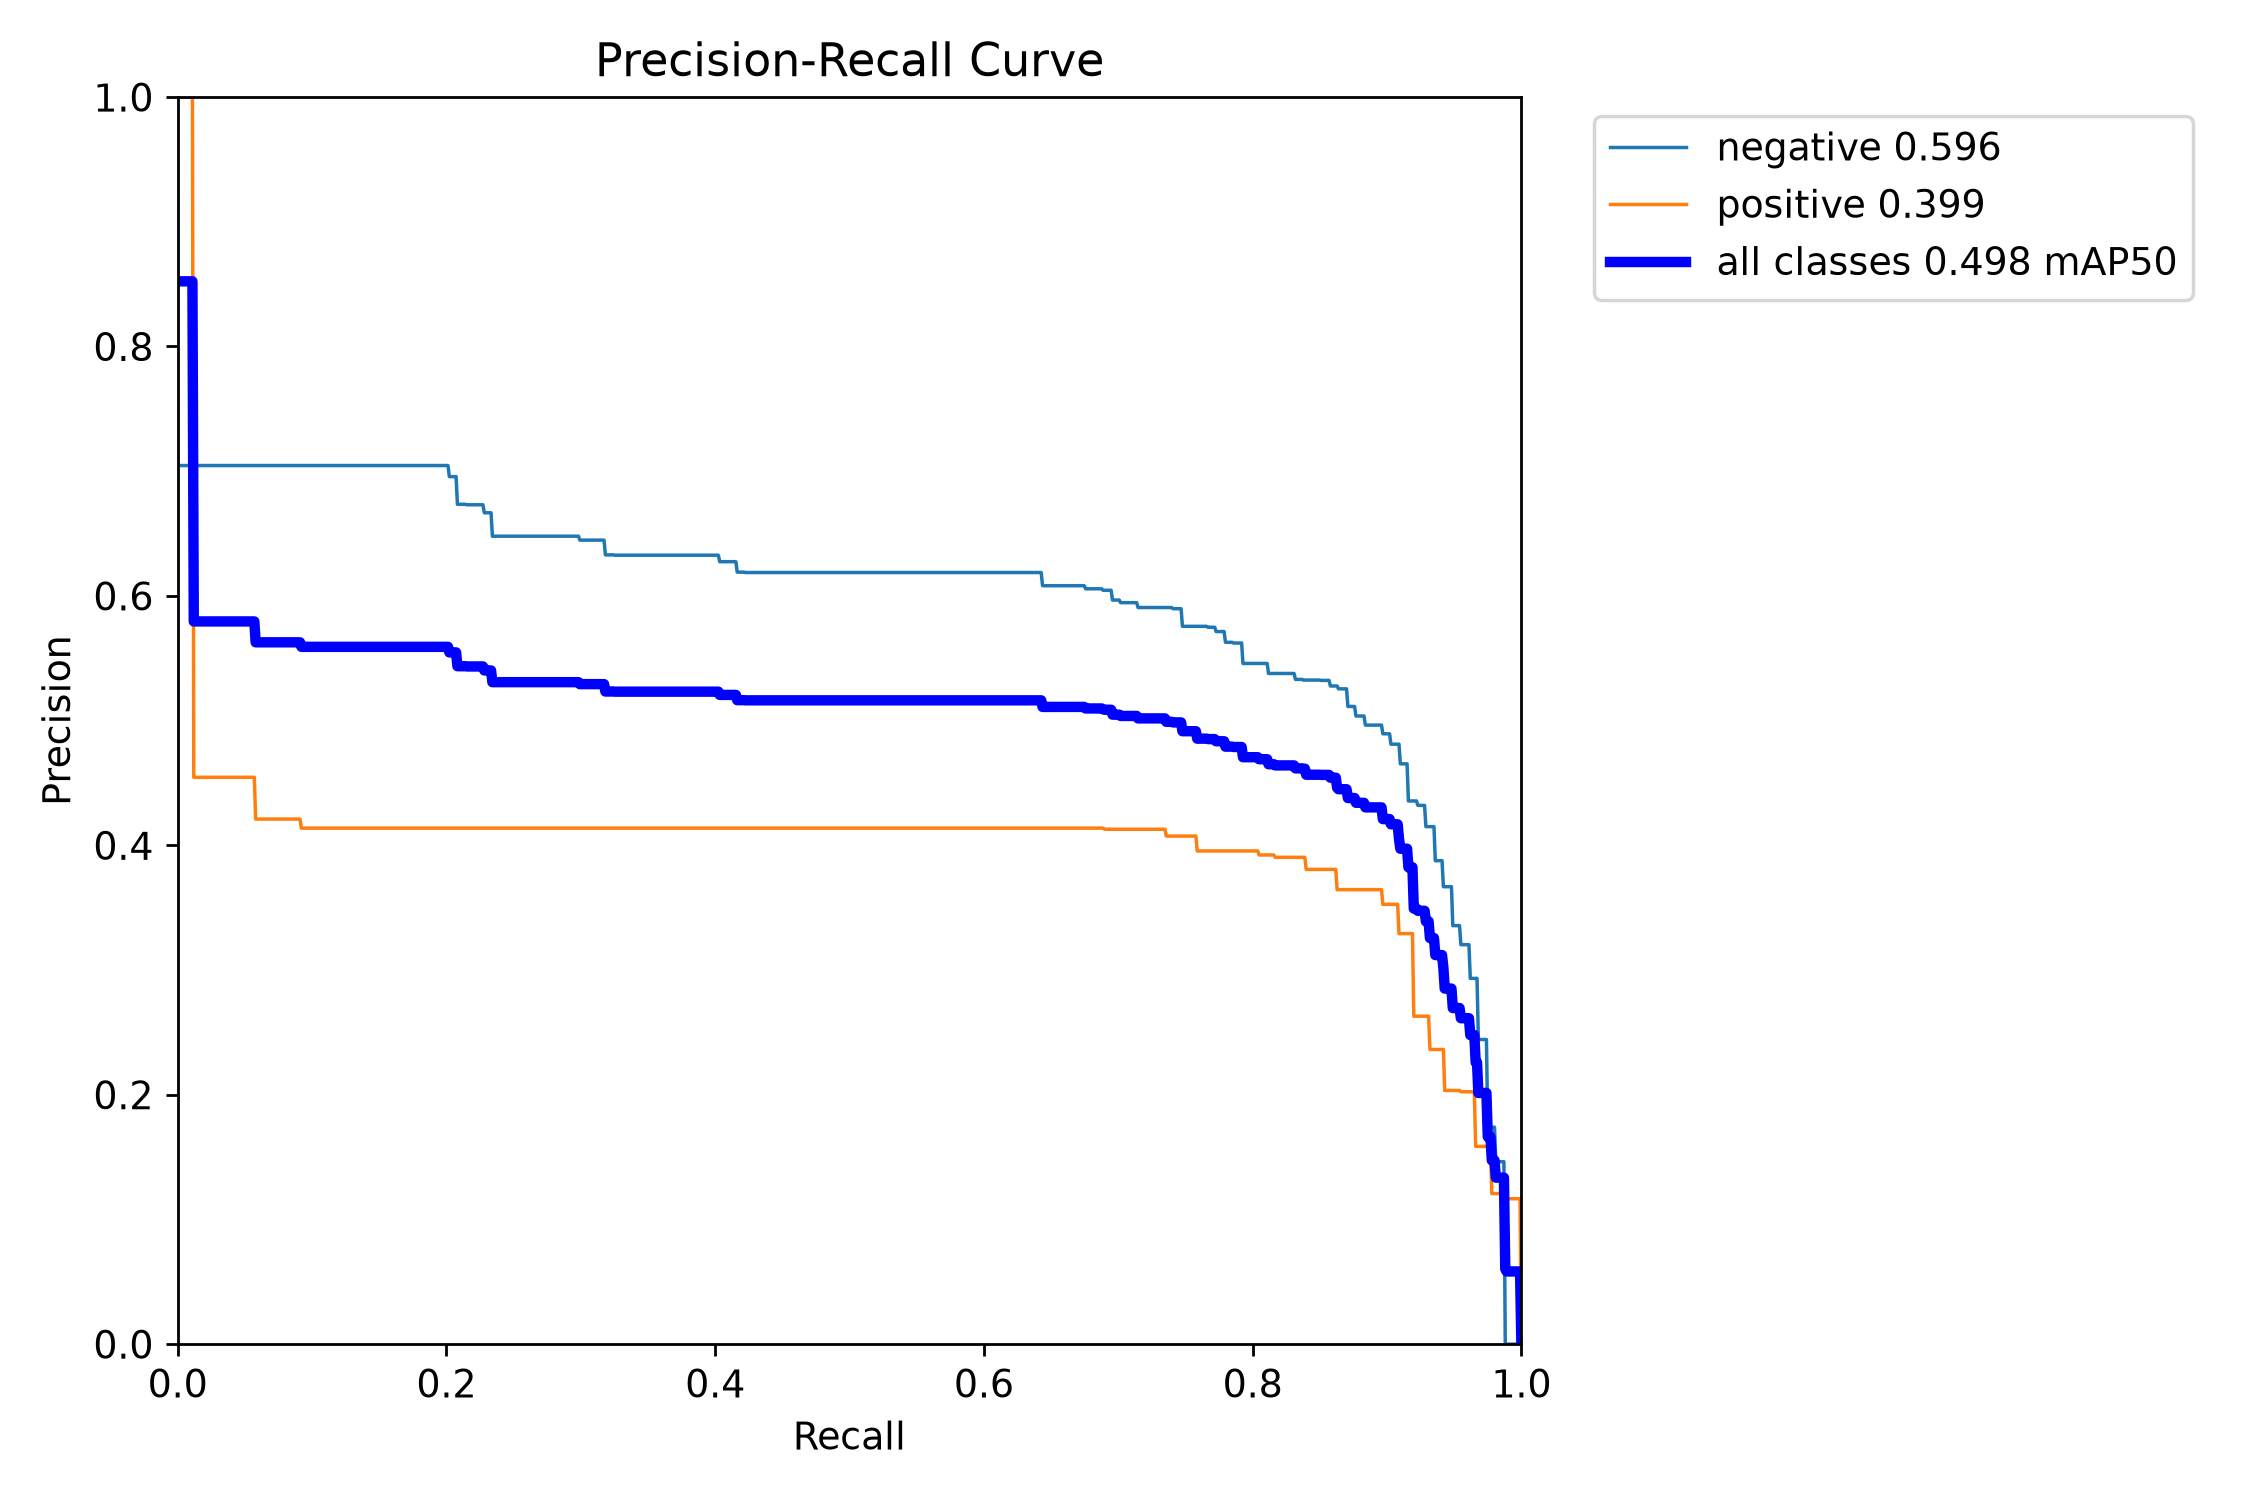 Precision-Recall Curve
1.0
0.8
0.6
0.4
0.2
0.0
Precision
0.0 0.2 0.4 0.6 0.8 1.0
Recall
negative 0.596
positive 0.399
all classes 0.498 mAP50